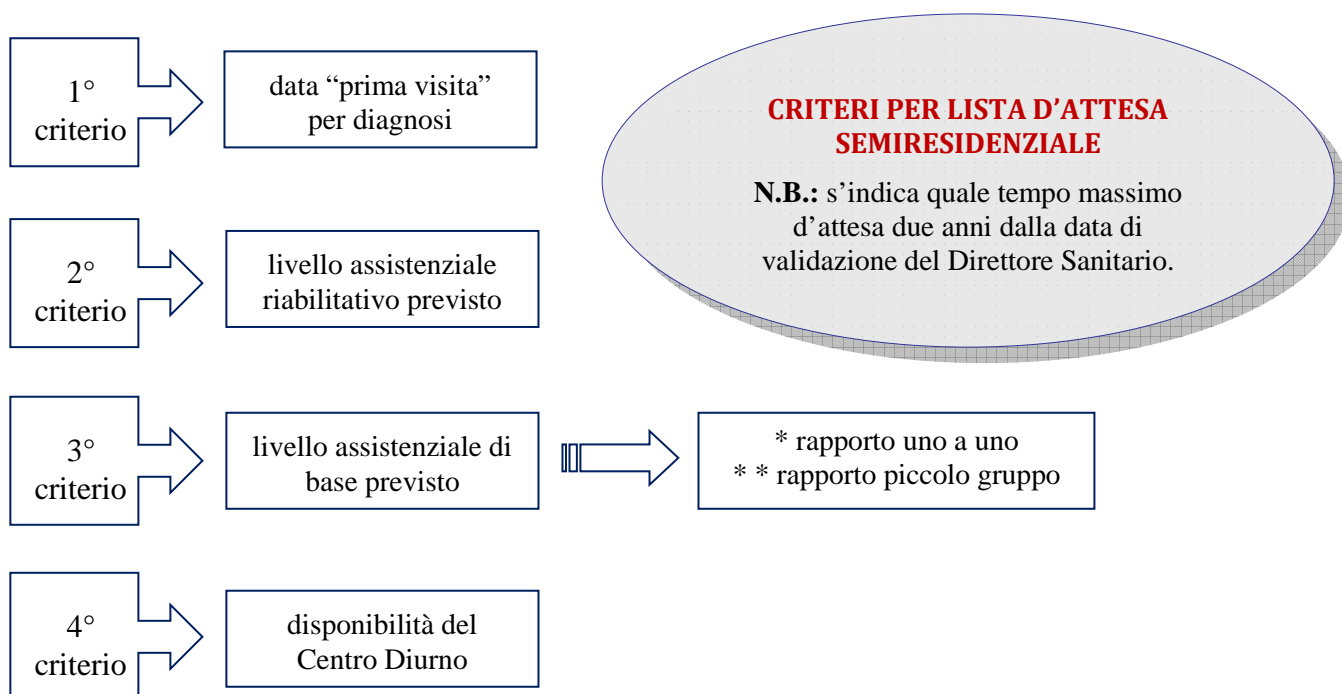 1°
criterio
data “prima visita”
per diagnosi
CRITERI PER LISTA D’ATTESA
SEMIRESIDENZIALE
N.B.: s’indica quale tempo massimo
d’attesa due anni dalla data di
validazione del Direttore Sanitario.
2°
criterio
livello assistenziale
riabilitativo previsto
3°
criterio
livello assistenziale di
base previsto
* rapporto uno a uno
* * rapporto piccolo gruppo
4°
criterio
disponibilità del
Centro Diurno